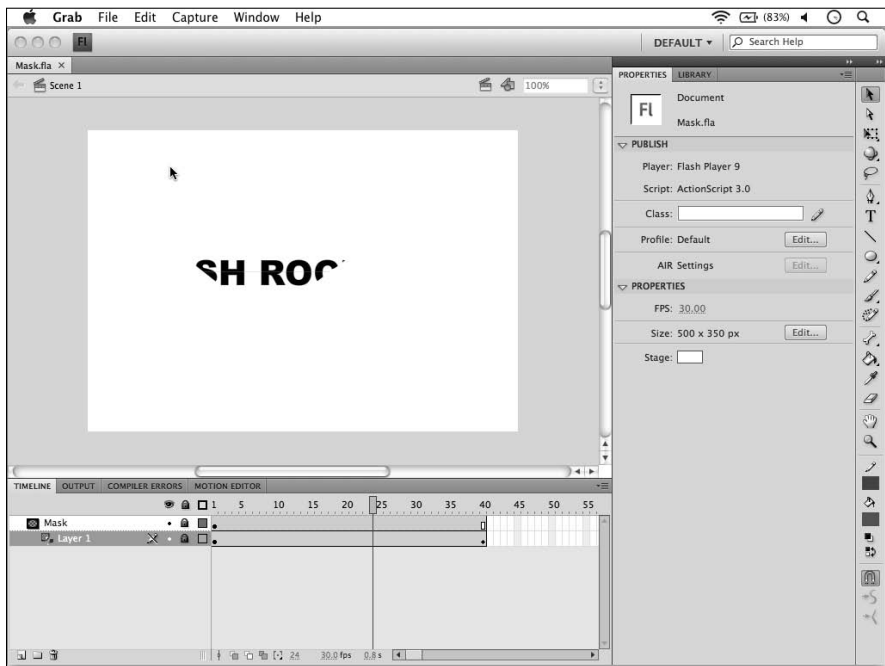 Grab File Edit Capture Window Help (83%)
FL DEFAULT Search Help
Mask.fla ×
Scene 1 100%
SH ROC
PROPERTIES LIBRARY
Fl Document
Mask.fla
PUBLISH
Player: Flash Player 9
Script: ActionScript 3.0
Class:
Profile: Default Edit...
AIR Settings Edit...
PROPERTIES
FPS: 30.00
Size: 500 x 350 px Edit...
Stage:
T
TIMELINE OUTPUT COMPILER ERRORS MOTION EDITOR
1 5 10 15 20 25 30 35 40 45 50 55
Mask
Layer 1
24 30.0 fps 0.8 s